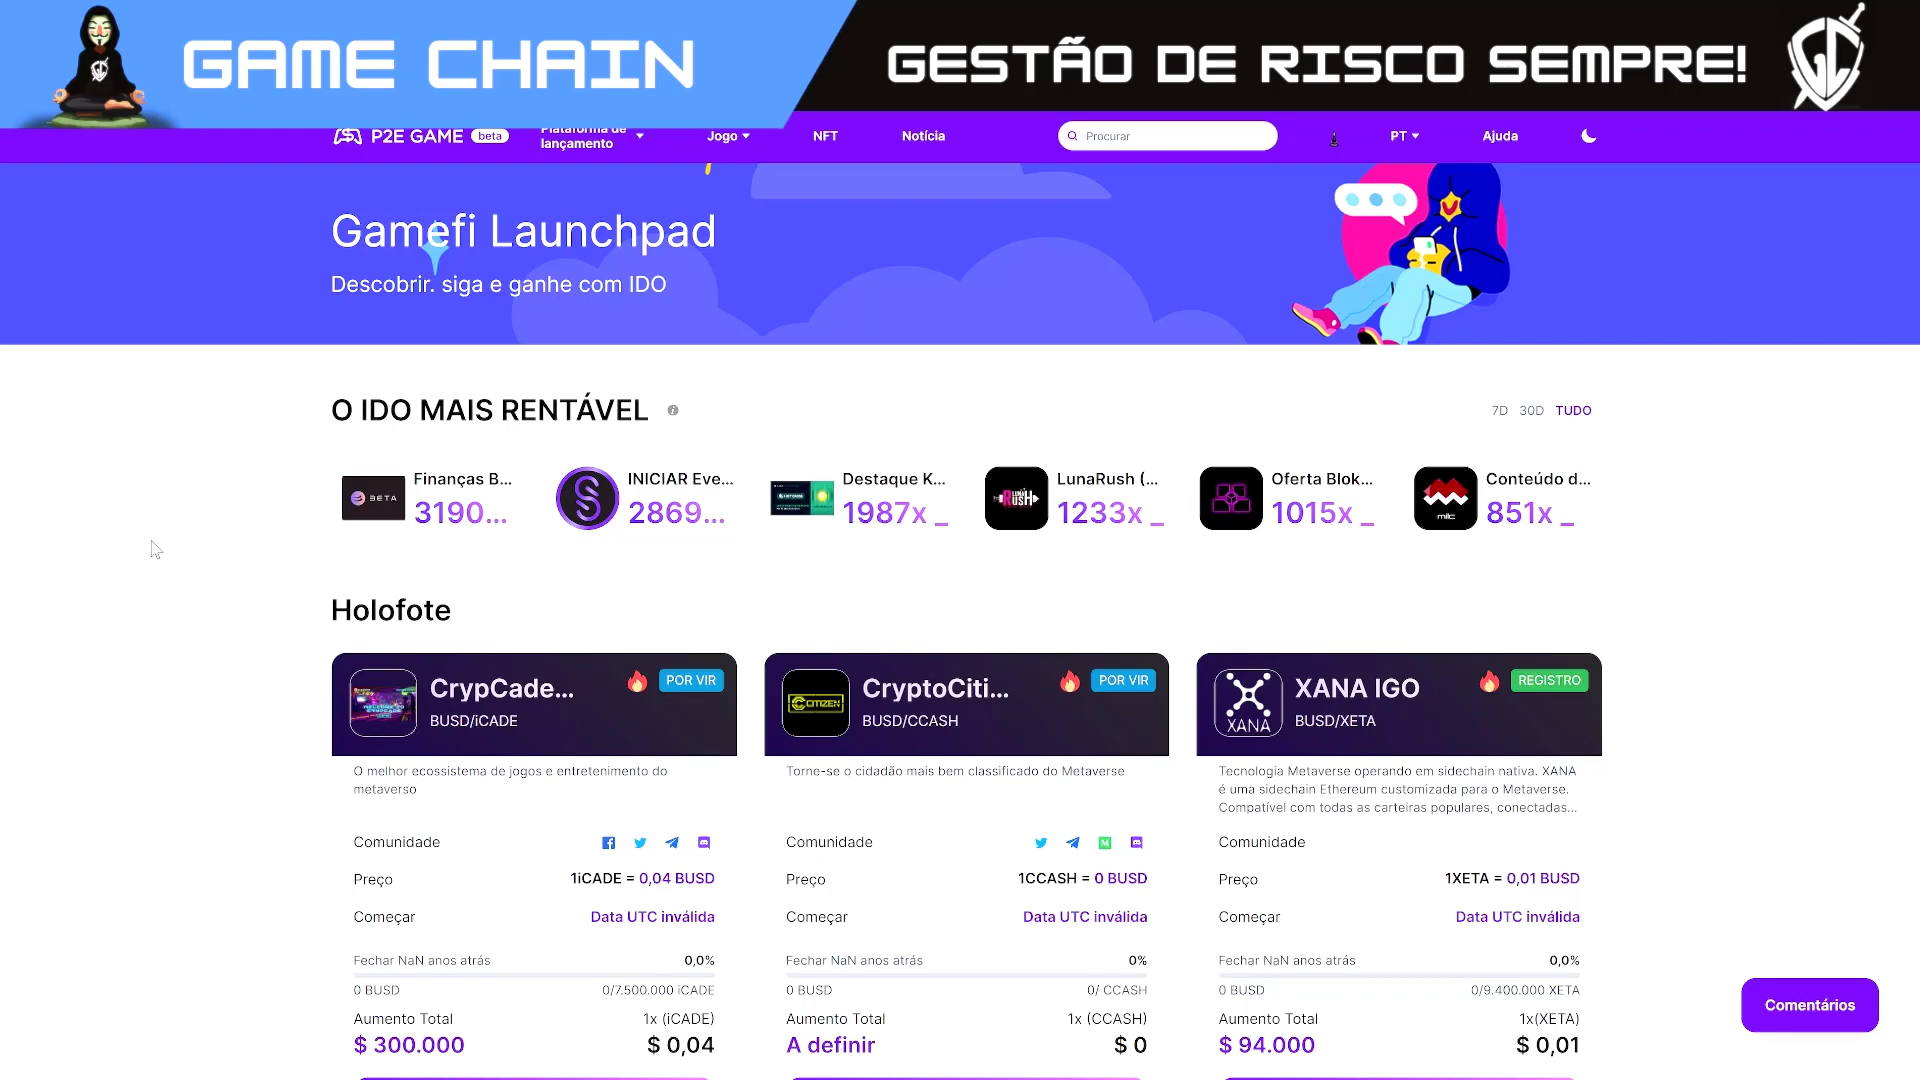 GAME CHAIN
GESTÃO DE RISCO SEMPRE!
P2E GAME beta
Plataforma de lançamento
Jogo
NFT
Notícia
Procurar
PT
Ajuda
Gamefi Launchpad
Descobrir. siga e ganhe com IDO
O IDO MAIS RENTÁVEL
7D 30D TUDO
BETA
Finanças B...
3190...
INICIAR Eve...
2869...
Destaque K...
1987x _
LUNA RUSH
LunaRush (...
1233x _
Oferta Blok...
1015x _
milc
Conteúdo d...
851x _
Holofote
CrypCade...
POR VIR
BUSD/iCADE
O melhor ecossistema de jogos e entretenimento do
metaverso
Comunidade
Preço
1iCADE = 0,04 BUSD
Começar
Data UTC inválida
Fechar NaN anos atrás
0,0%
0 BUSD
0/7.500.000 iCADE
Aumento Total
1x (iCADE)
$ 300.000
$ 0,04
CITIZEN
CryptoCiti...
POR VIR
BUSD/CCASH
Torne-se o cidadão mais bem classificado do Metaverse
Comunidade
Preço
1CCASH = 0 BUSD
Começar
Data UTC inválida
Fechar NaN anos atrás
0%
0 BUSD
0/ CCASH
Aumento Total
1x (CCASH)
A definir
$ 0
XANA
XANA IGO
REGISTRO
BUSD/XETA
Tecnologia Metaverse operando em sidechain nativa. XANA
é uma sidechain Ethereum customizada para o Metaverse.
Compatível com todas as carteiras populares, conectadas...
Comunidade
Preço
1XETA = 0,01 BUSD
Começar
Data UTC inválida
Fechar NaN anos atrás
0,0%
0 BUSD
0/9.400.000 XETA
Aumento Total
1x(XETA)
$ 94.000
$ 0,01
Comentários